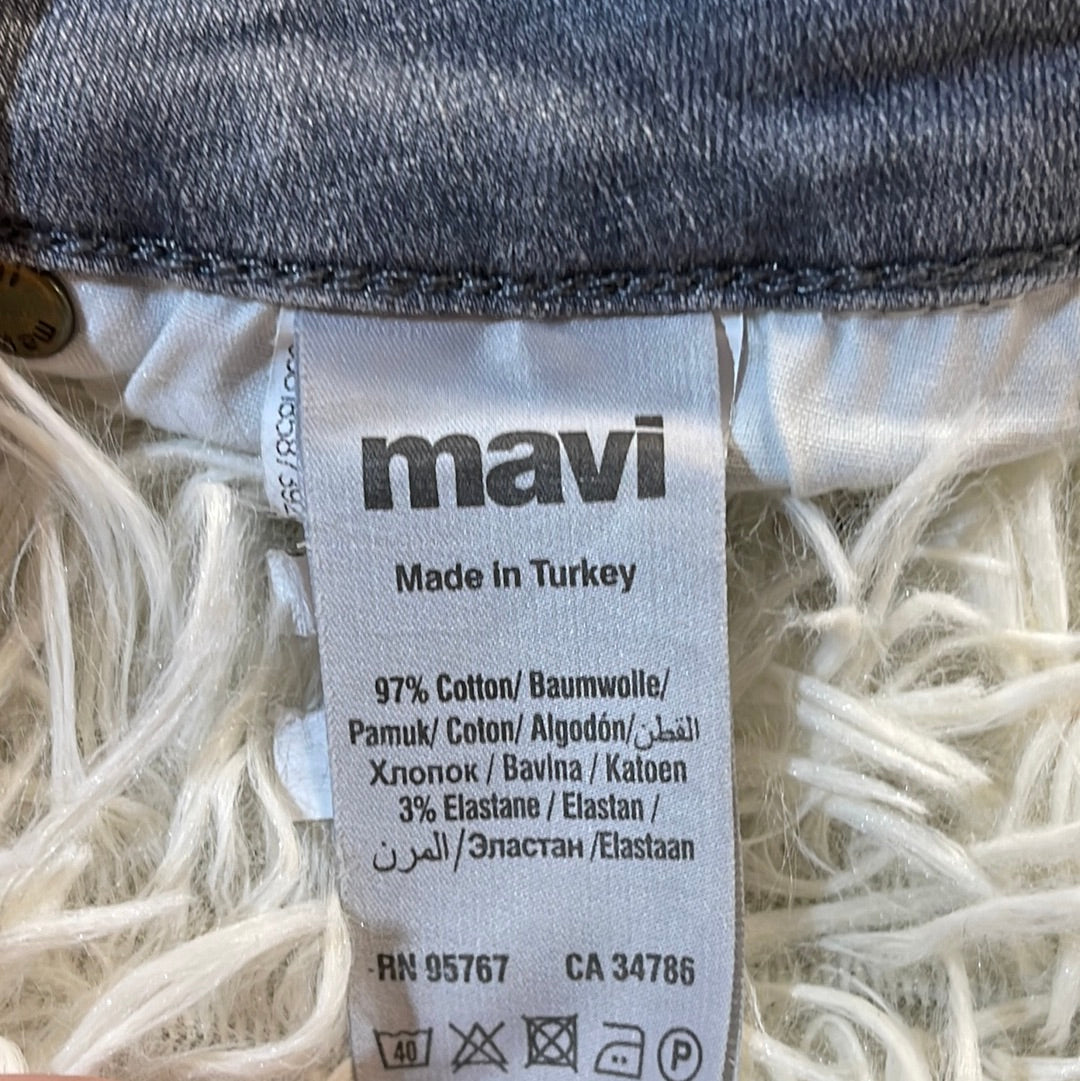 mavi
Made in Turkey
97% Cotton/ Baumwolle/
Pamuk/ Coton/ Algodón/القطن
Хлопок / Bavlna / Katoen
3% Elastane / Elastan /
المرن/Эластан /Elastaan
RN 95767 CA 34786
40
P